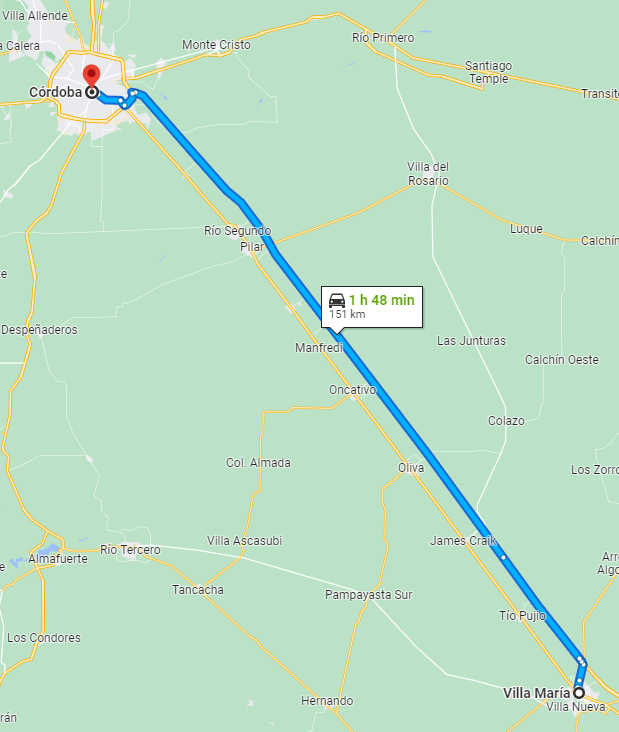 Villa Allende
a Calera
Monte Cristo
Río Primero
Santiago
Temple
Transito
Córdoba
Villa del
Rosario
Luque
Calchín
Río Segundo
Pilar
te
1 h 48 min
151 km
Despeñaderos
Manfredi
Las Junturas
Calchín Oeste
Oncativo
Colazo
Col. Almada
Oliva
Los Zorro
Villa Ascasubi
James Craik
Río Tercero
Almafuerte
e
Arr
Algo
Tancacha
Pampayasta Sur
Tío Pujio
Los Condores
Villa María
Villa Nueva
Hernando
rán